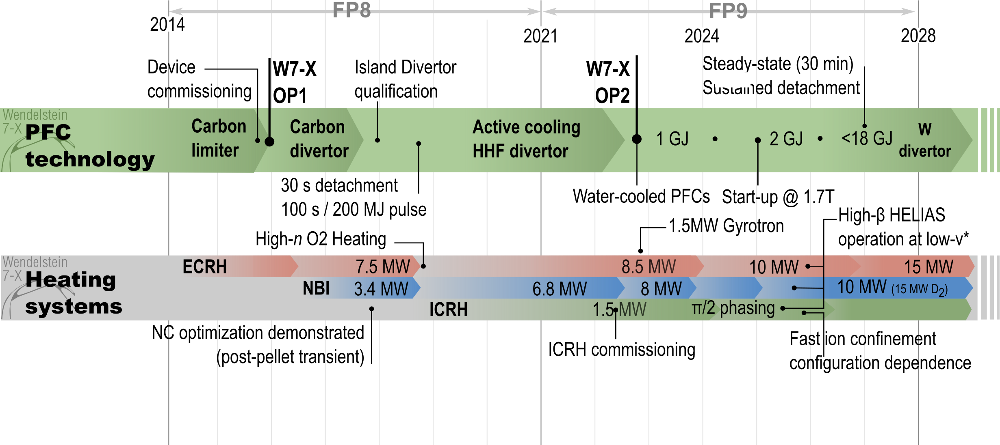 FP8
FP9
2014
2021
2024
2028
Device
commissioning
W7-X
OP1
Island Divertor
qualification
W7-X
OP2
Steady-state (30 min)
Sustained detachment
Wendelstein
7-X
PFC
technology
Carbon
limiter
Carbon
divertor
Active cooling
HHF divertor
1 GJ
2 GJ
<18 GJ
W
divertor
30 s detachment
100 s / 200 MJ pulse
Water-cooled PFCs
Start-up @ 1.7T
High-n O2 Heating
1.5MW Gyrotron
High-β HELIAS
operation at low-ν*
Wendelstein
7-X
Heating
systems
ECRH
7.5 MW
8.5 MW
10 MW
15 MW
NBI
3.4 MW
6.8 MW
8 MW
10 MW (15 MW D2)
ICRH
1.5 MW
π/2 phasing
NC optimization demonstrated
(post-pellet transient)
ICRH commissioning
Fast ion confinement
configuration dependence